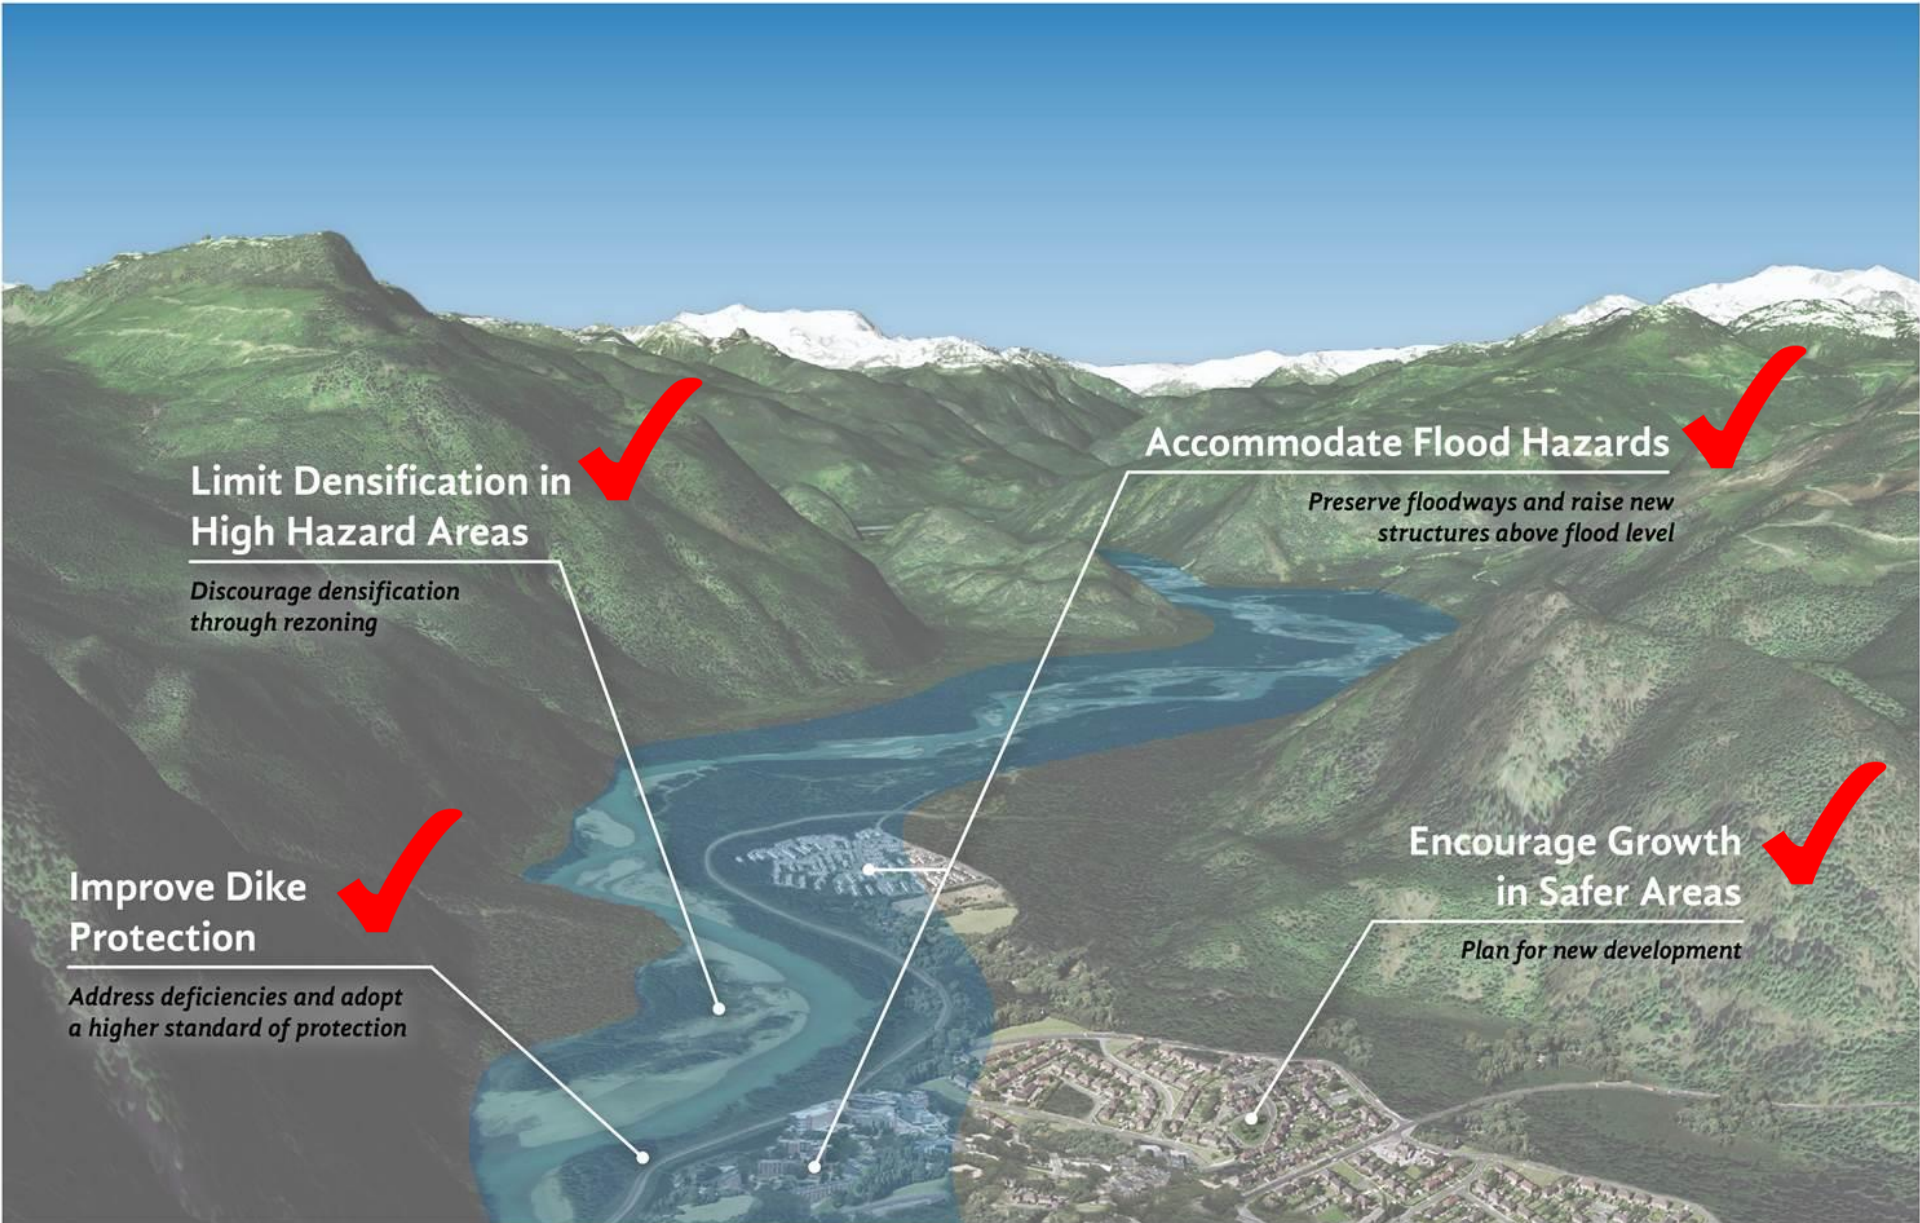 Limit Densification in
High Hazard Areas
Discourage densification
through rezoning
Accommodate Flood Hazards
Preserve floodways and raise new
structures above flood level
Improve Dike
Protection
Address deficiencies and adopt
a higher standard of protection
Encourage Growth
in Safer Areas
Plan for new development